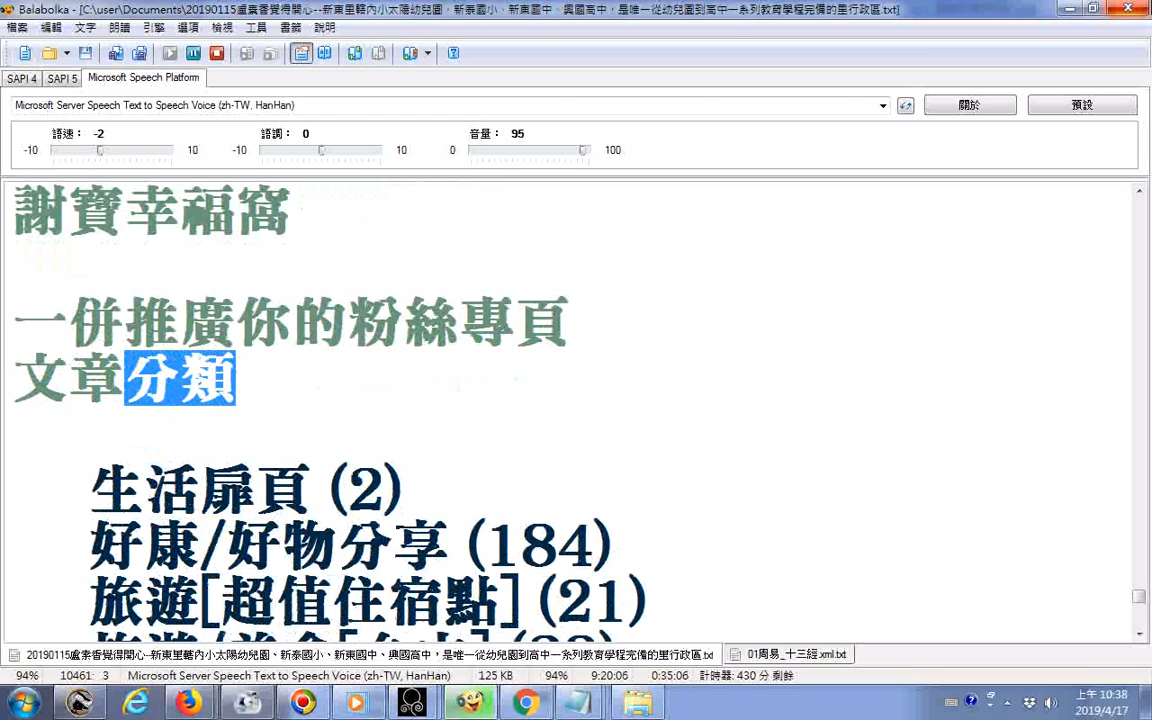 Balabolka - [C:\user\Documents\20190115盧素香覺得開心--新東里轄內小太陽幼兒園、新泰國小、新東國中、興國高中，是唯一從幼兒園到高中一系列教育學程完備的里行政區.txt]
檔案 編輯 文字 朗讀 引擎 選項 檢視 工具 書籤 說明
SAPI 4 SAPI 5 Microsoft Speech Platform
Microsoft Server Speech Text to Speech Voice (zh-TW, HanHan) 關於 預設
語速： -2 語調： 0 音量： 95
-10 10 -10 10 0 100
謝寶幸福窩
一併推廣你的粉絲專頁
文章分類
生活扉頁 (2)
好康/好物分享 (184)
旅遊[超值住宿點] (21)
20190115盧素香覺得開心--新東里轄內小太陽幼兒園、新泰國小、新東國中、興國高中，是唯一從幼兒園到高中一系列教育學程完備的里行政區.txt 01周易_十三經.xml.txt
94% 10461: 3 Microsoft Server Speech Text to Speech Voice (zh-TW, HanHan) 125 KB 94% 9:20:06 0:35:06 計時器: 430 分 剩餘
上午 10:38
2019/4/17